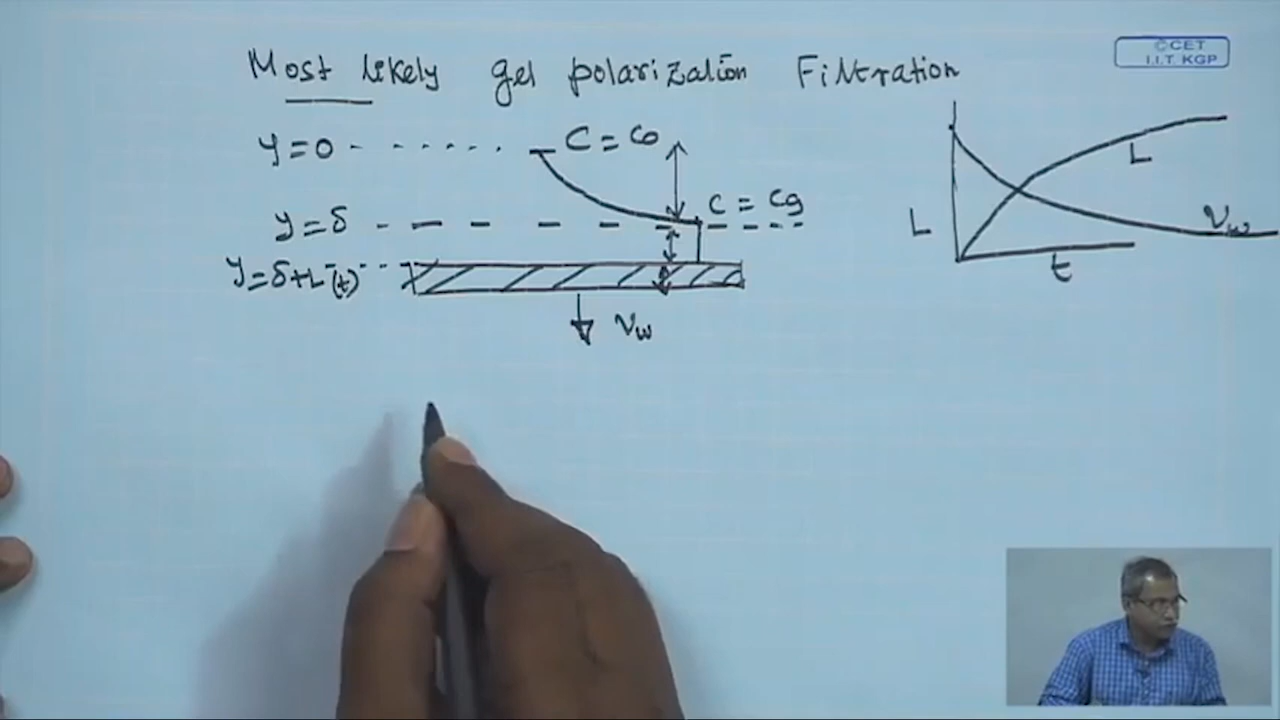 Most likely gel polarization Filtration
©CET
I.I.T. KGP
y=0
C = C0
y=δ
C = Cg
y=δ+L(t)
vw
L
L
vw
t